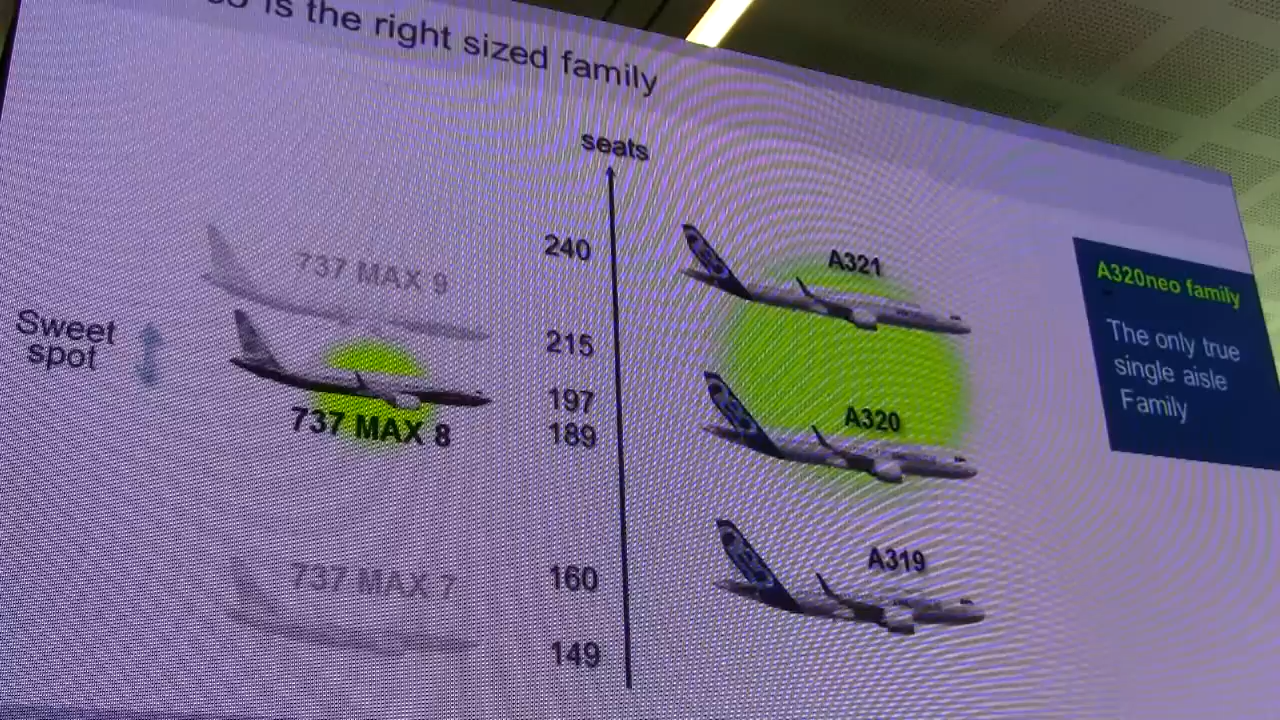 is the right sized family
seats
240
A321
737 MAX 9
A320neo family
Sweet
spot
215
The only true
single aisle
Family
197
737 MAX 8
189
A320
A319
737 MAX 7
160
149